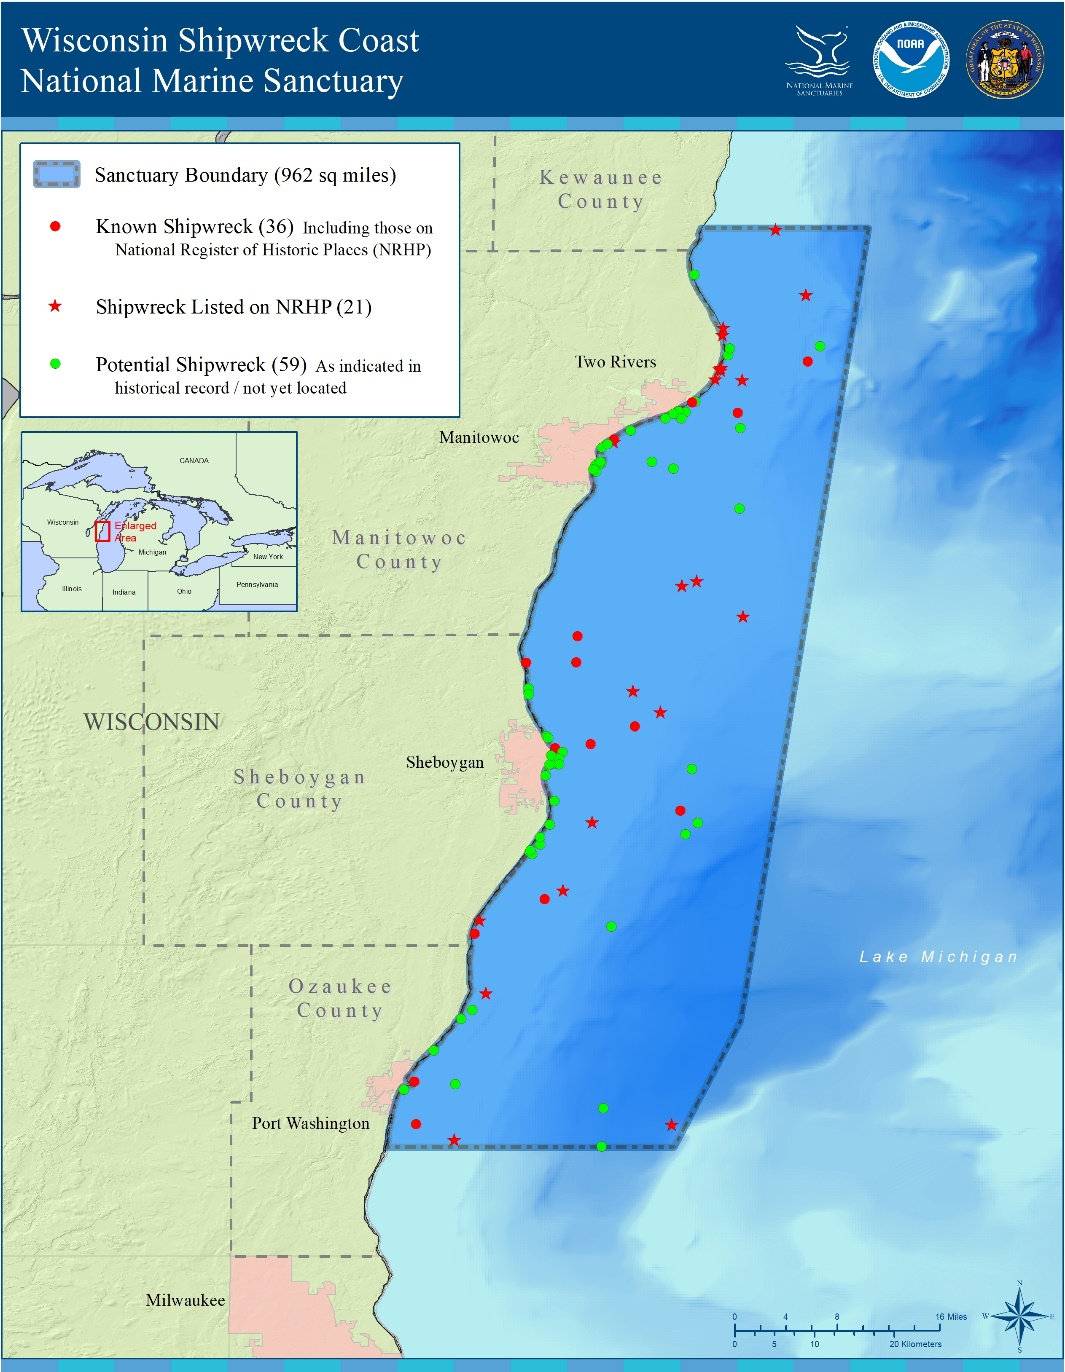 Wisconsin Shipwreck Coast
National Marine Sanctuary
NATIONAL MARINE
SANCTUARIES
NOAA
Sanctuary Boundary (962 sq miles)
Known Shipwreck (36) Including those on
National Register of Historic Places (NRHP)
Shipwreck Listed on NRHP (21)
Potential Shipwreck (59) As indicated in
historical record / not yet located
Kewaunee
County
Two Rivers
Manitowoc
CANADA
Wisconsin
Enlarged
Area
Michigan
New York
Illinois
Indiana
Ohio
Pennsylvania
Manitowoc
County
WISCONSIN
Sheboygan
Sheboygan
County
Lake Michigan
Ozaukee
County
Port Washington
Milwaukee
N
W
E
S
0 4 8 16 Miles
0 5 10 20 Kilometers